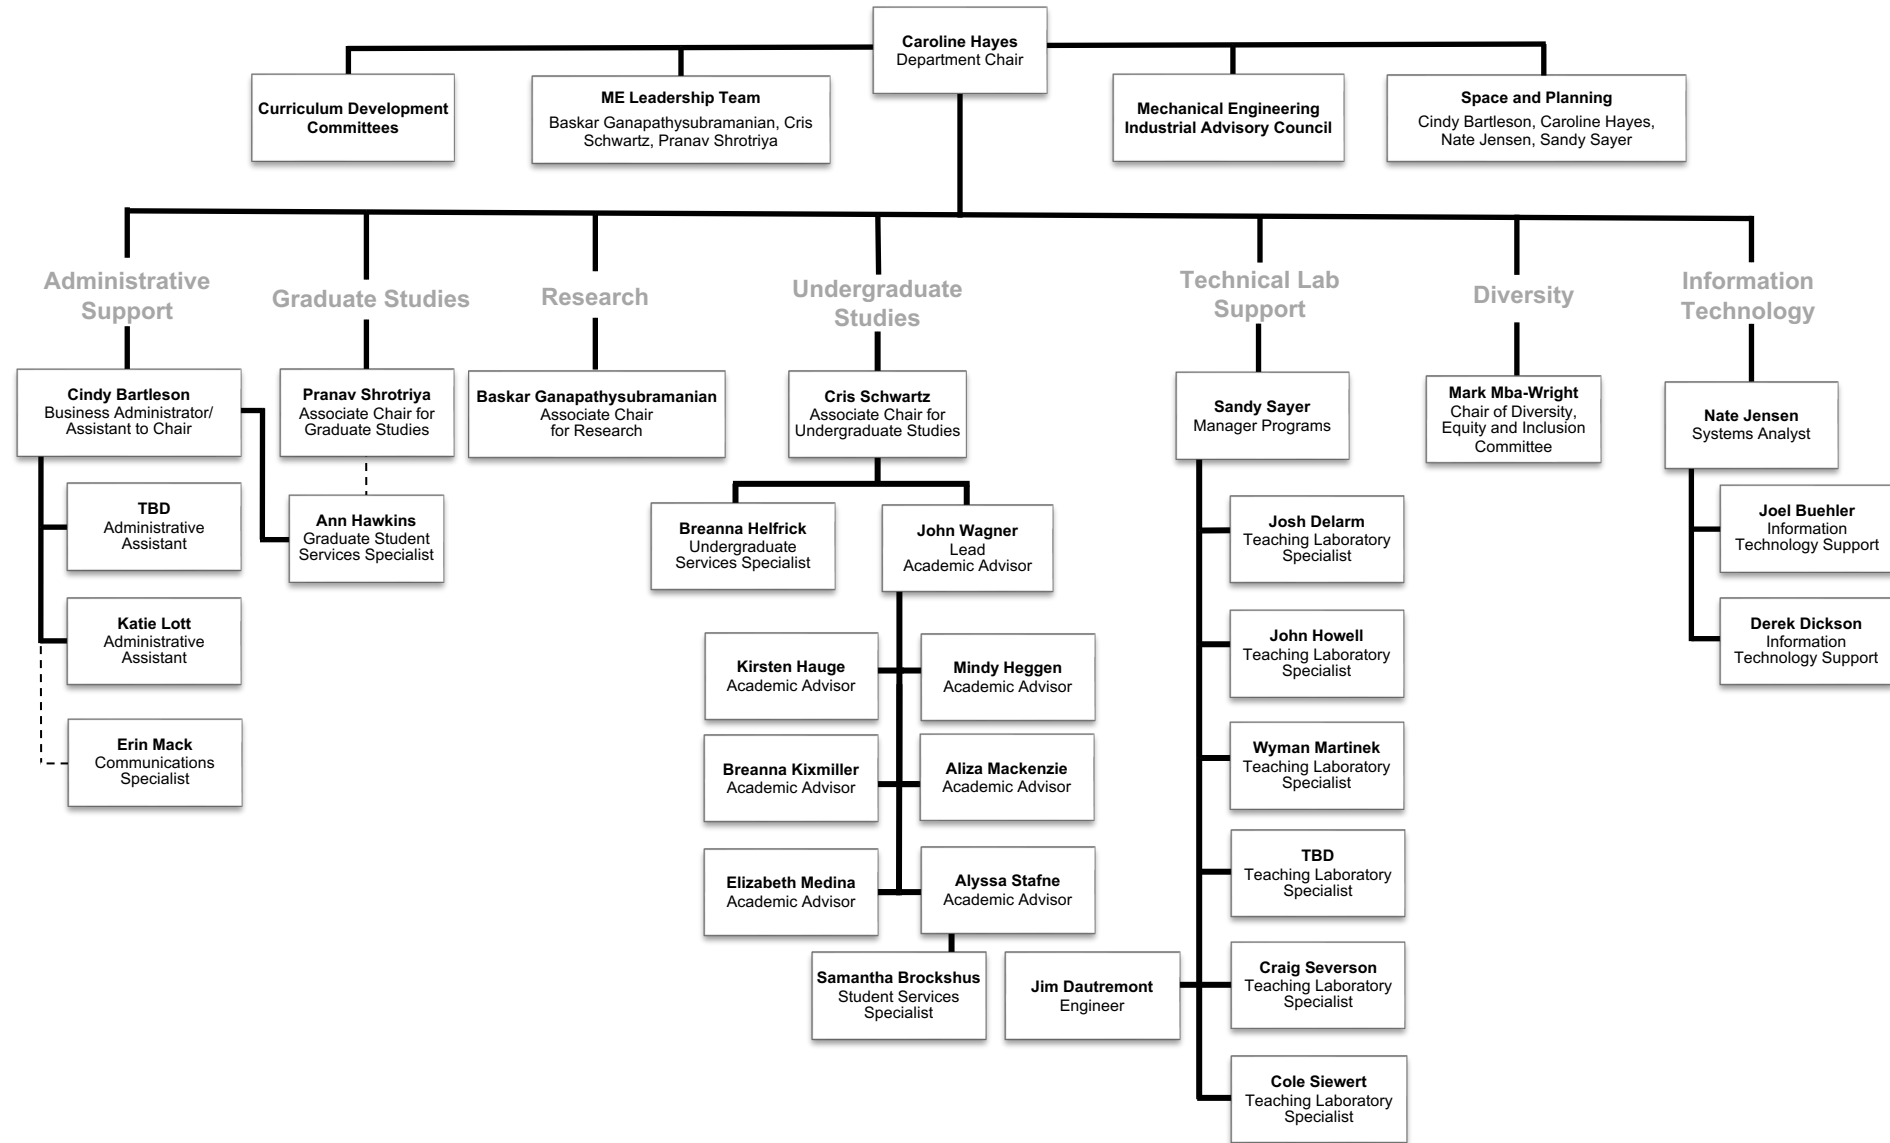 Caroline Hayes
Department Chair
Curriculum Development
Committees
ME Leadership Team
Baskar Ganapathysubramanian, Cris
Schwartz, Pranav Shrotriya
Mechanical Engineering
Industrial Advisory Council
Space and Planning
Cindy Bartleson, Caroline Hayes,
Nate Jensen, Sandy Sayer
Administrative
Support
Graduate Studies
Research
Undergraduate
Studies
Technical Lab
Support
Diversity
Information
Technology
Cindy Bartleson
Business Administrator/
Assistant to Chair
Pranav Shrotriya
Associate Chair for
Graduate Studies
Baskar Ganapathysubramanian
Associate Chair
for Research
Cris Schwartz
Associate Chair for
Undergraduate Studies
Sandy Sayer
Manager Programs
Mark Mba-Wright
Chair of Diversity,
Equity and Inclusion
Committee
Nate Jensen
Systems Analyst
TBD
Administrative
Assistant
Katie Lott
Administrative
Assistant
Erin Mack
Communications
Specialist
Ann Hawkins
Graduate Student
Services Specialist
Breanna Helfrick
Undergraduate
Services Specialist
John Wagner
Lead
Academic Advisor
Kirsten Hauge
Academic Advisor
Mindy Heggen
Academic Advisor
Breanna Kixmiller
Academic Advisor
Aliza Mackenzie
Academic Advisor
Elizabeth Medina
Academic Advisor
Alyssa Stafne
Academic Advisor
Samantha Brockshus
Student Services
Specialist
Josh Delarm
Teaching Laboratory
Specialist
John Howell
Teaching Laboratory
Specialist
Wyman Martinek
Teaching Laboratory
Specialist
TBD
Teaching Laboratory
Specialist
Jim Dautremont
Engineer
Craig Severson
Teaching Laboratory
Specialist
Cole Siewert
Teaching Laboratory
Specialist
Joel Buehler
Information
Technology Support
Derek Dickson
Information
Technology Support